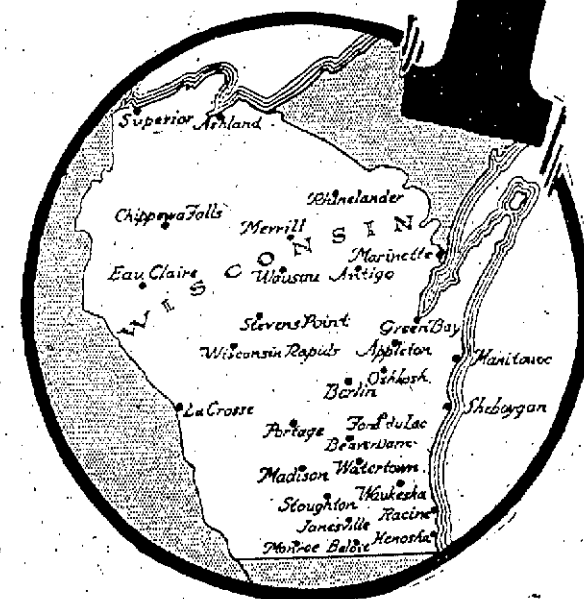 Superior Ashland
Rhinelander
Chippewa Falls
Merrill
WISCONSIN
Marinette
Eau Claire
Wausau Antigo
Stevens Point
Green Bay
Wisconsin Rapids
Appleton
Manitowoc
Oshkosh
Berlin
La Crosse
Sheboygan
Portage
Fond du Lac
Beaver Dam
Madison
Watertown
Waukesha
Stoughton
Racine
Janesville
Kenosha
Monroe Beloit